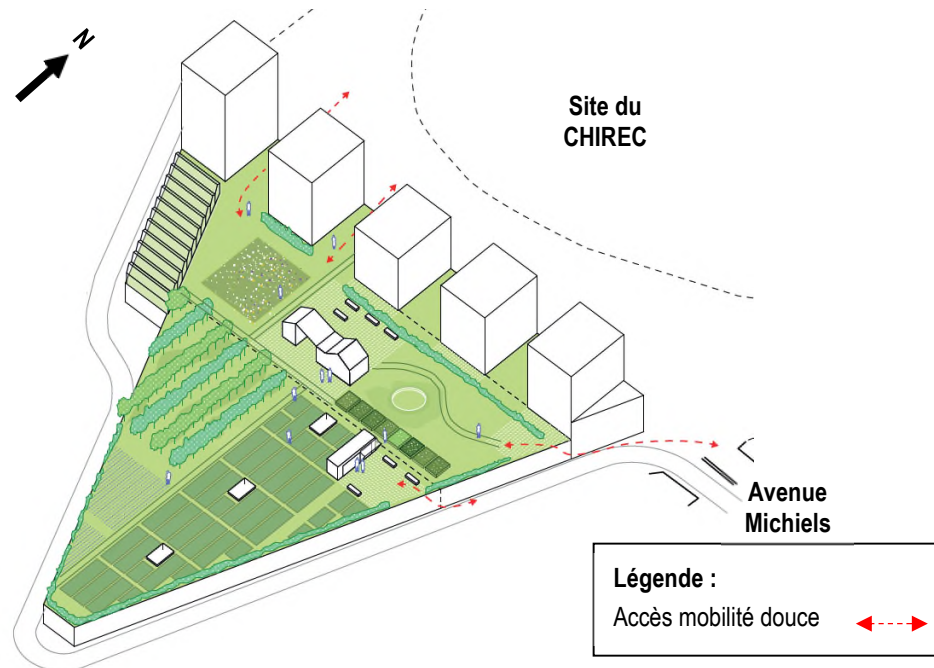 N
Site du
CHIREC
Avenue
Michiels
Légende :
Accès mobilité douce